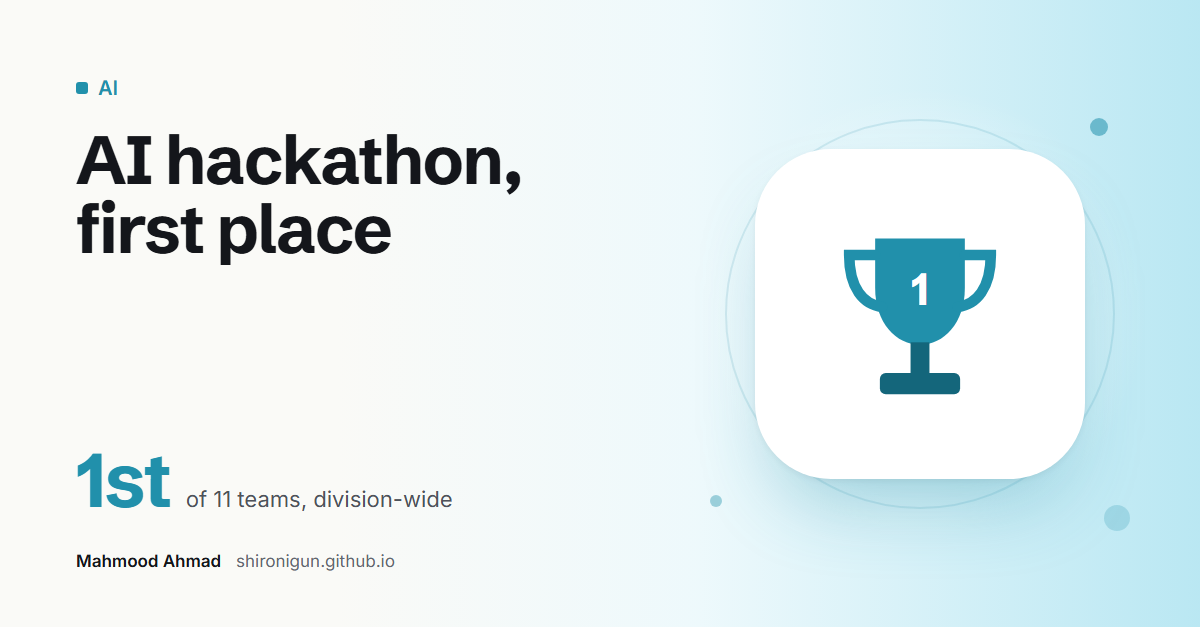 AI
AI hackathon,
first place
1
1st of 11 teams, division-wide
Mahmood Ahmad shironigun.github.io